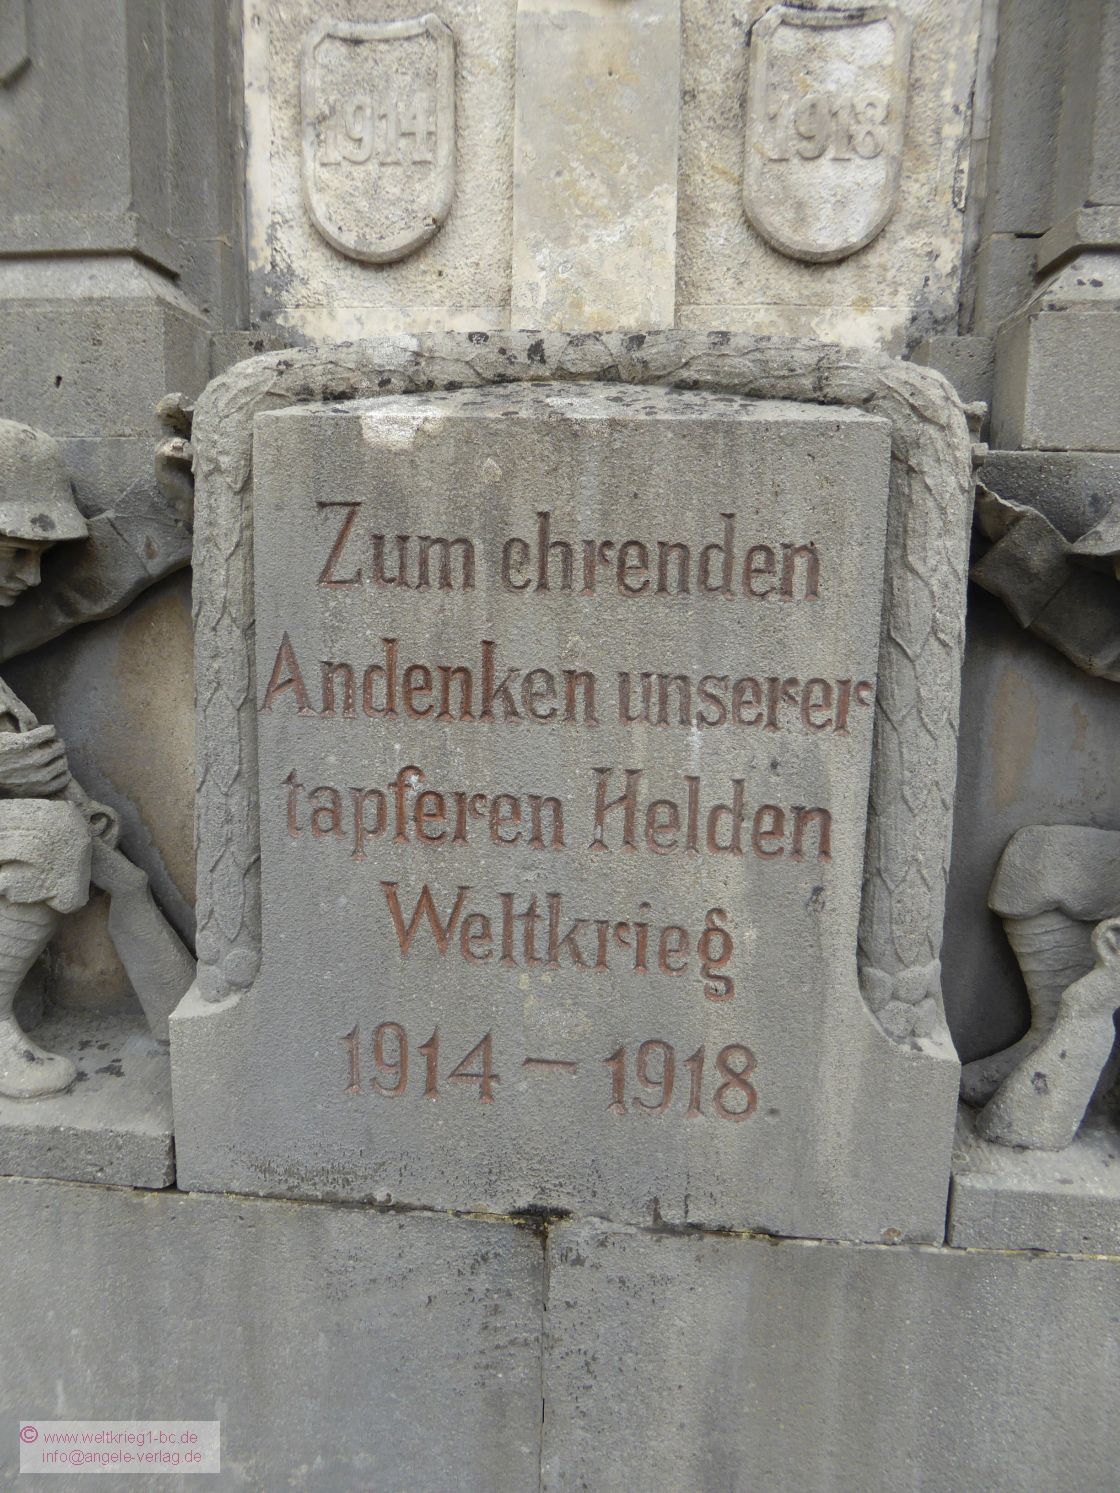 1914 1918
Zum ehrenden
Andenken unserer
tapferen Helden
Weltkrieg
1914 – 1918
© www.weltkrieg1-bc.de
info@angele-verlag.de